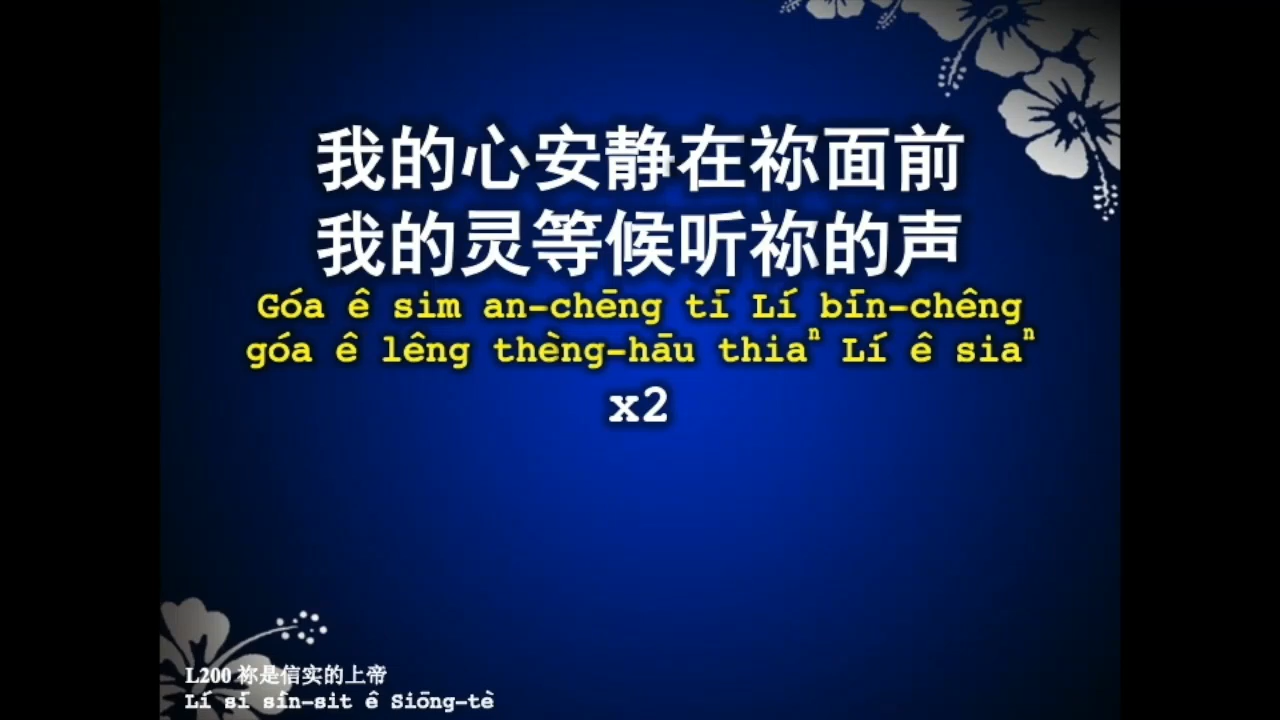 我的心安静在祢面前
我的灵等候听祢的声
Góa ê sim an-chēng tī Lí bīn-chêng
góa ê lêng thèng-hāu thiaⁿ Lí ê siaⁿ
x2
L200 祢是信实的上帝
Lí sī sìn-sit ê Siōng-tè